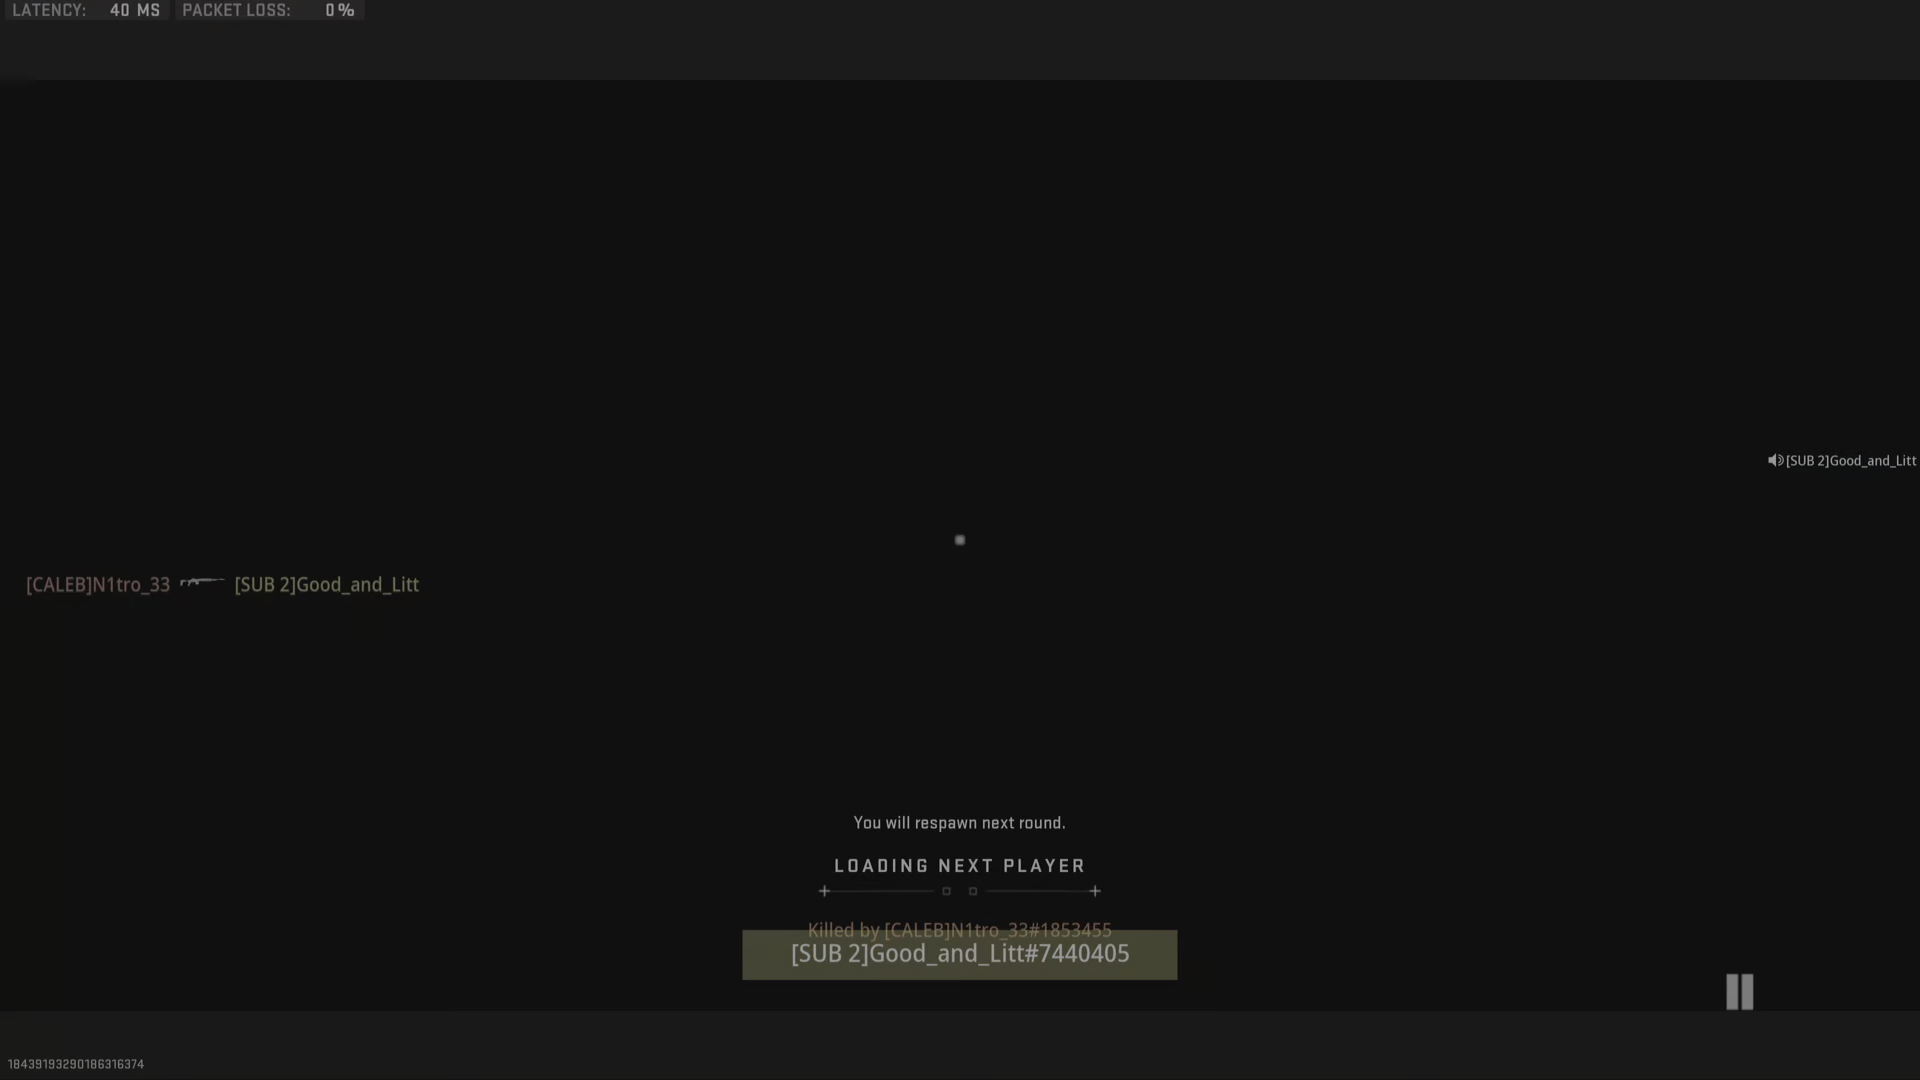 LATENCY: 40 MS PACKET LOSS: 0%
[SUB 2]Good_and_Litt
[CALEB]N1tro_33 [SUB 2]Good_and_Litt
You will respawn next round.
LOADING NEXT PLAYER
Killed by [CALEB]N1tro_33#1853455
[SUB 2]Good_and_Litt#7440405
18439193290186316374